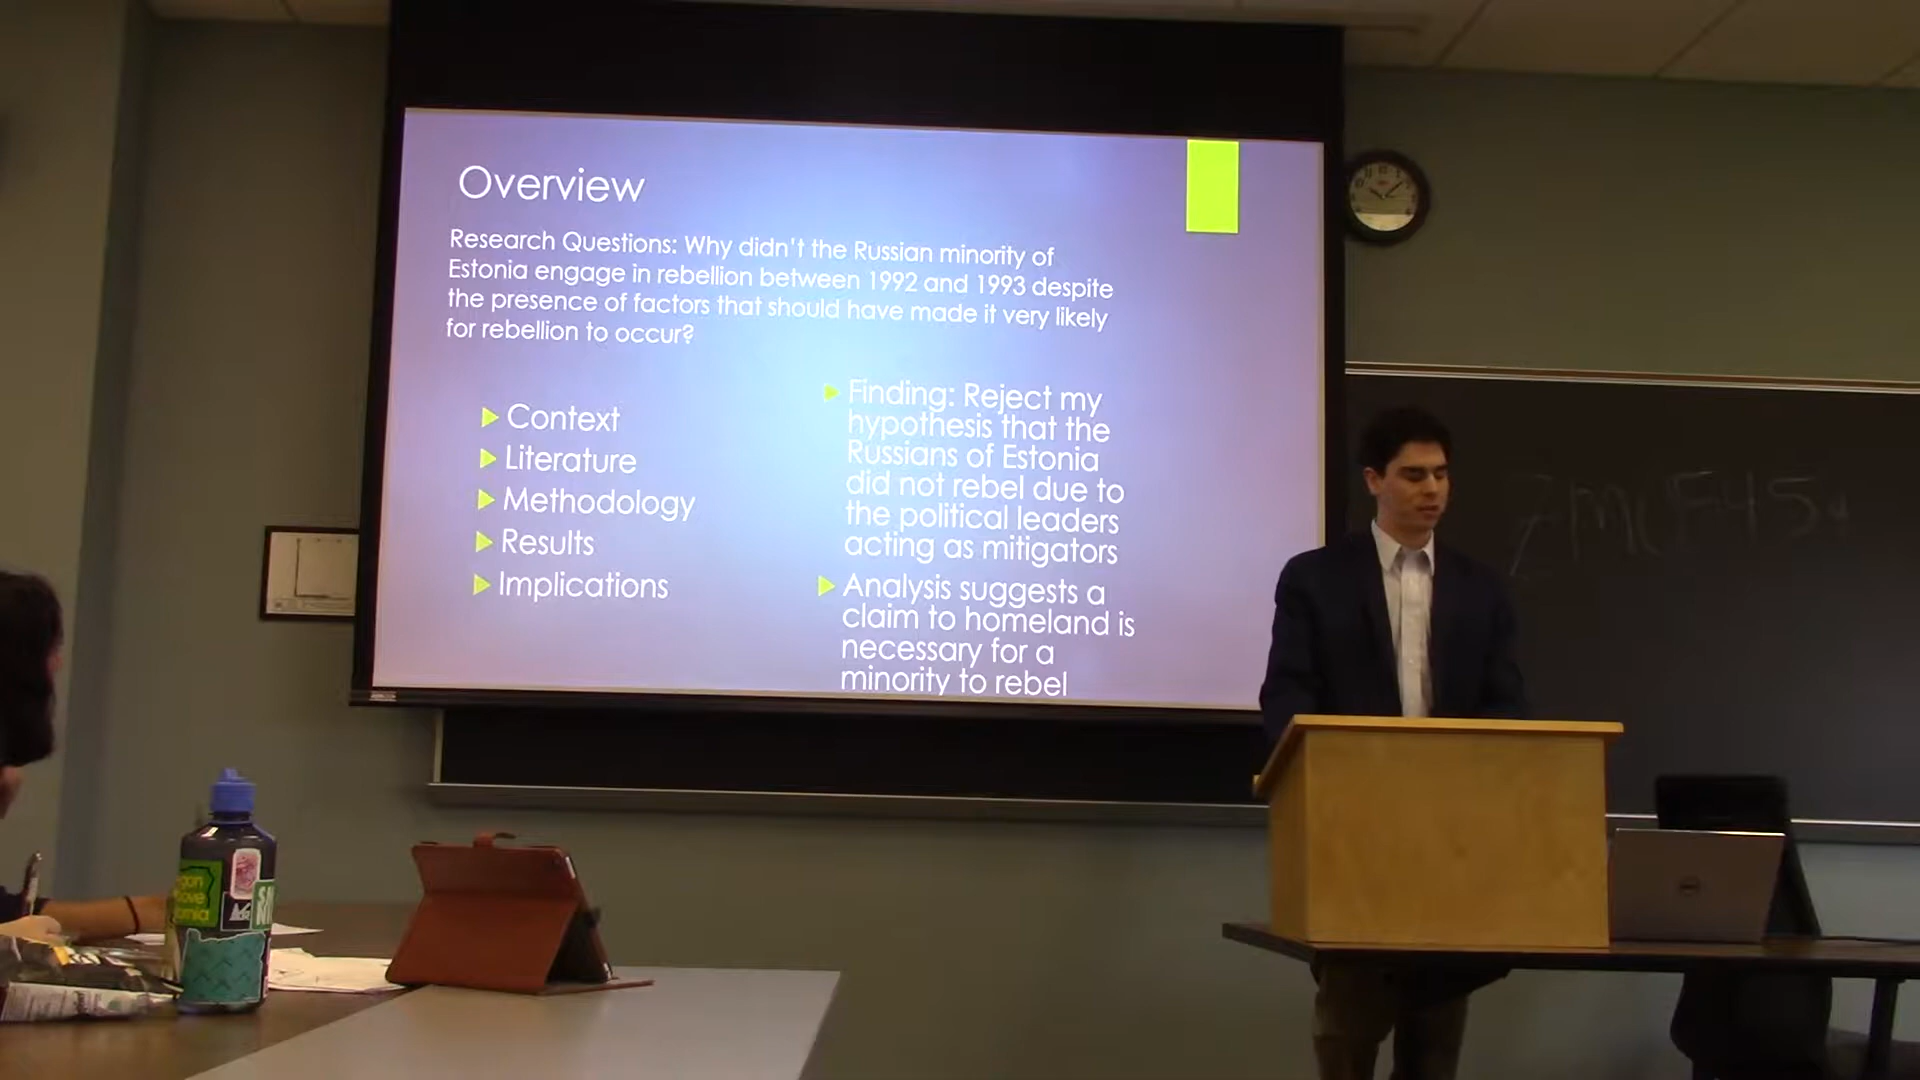 Overview
Research Questions: Why didn't the Russian minority of
Estonia engage in rebellion between 1992 and 1993 despite
the presence of factors that should have made it very likely
for rebellion to occur?
Context
Literature
Methodology
Results
Implications
Finding: Reject my
hypothesis that the
Russians of Estonia
did not rebel due to
the political leaders
acting as mitigators
Analysis suggests a
claim to homeland is
necessary for a
minority to rebel